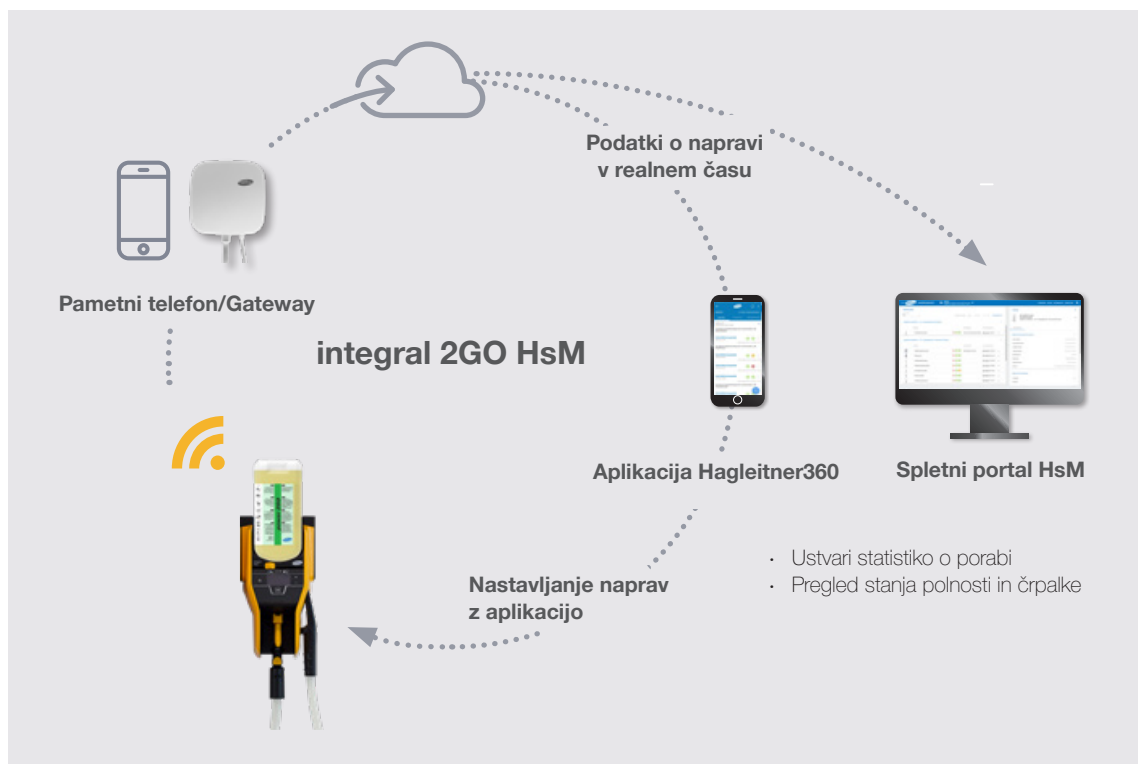 Podatki o napravi
v realnem času
Pametni telefon/Gateway
integral 2GO HsM
Aplikacija Hagleitner360
Spletni portal HsM
· Ustvari statistiko o porabi
· Pregled stanja polnosti in črpalke
Nastavljanje naprav
z aplikacijo